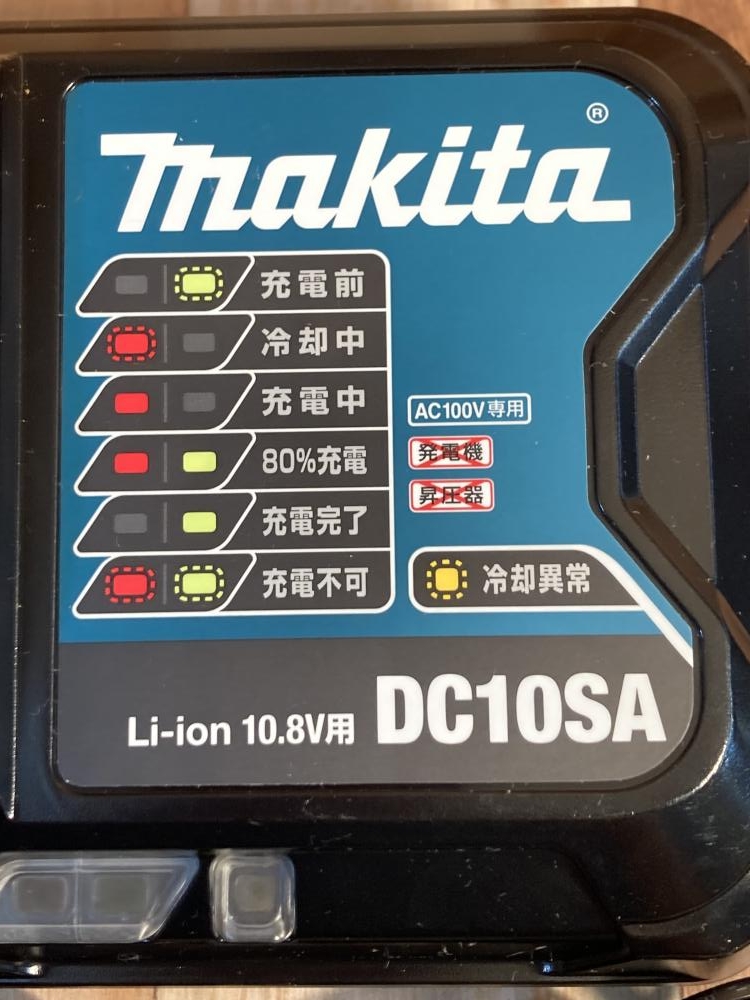 makita®
充電前
冷却中
充電中
80%充電
充電完了
充電不可
AC100V専用
発電機
昇圧器
冷却異常
Li-ion 10.8V用 DC10SA